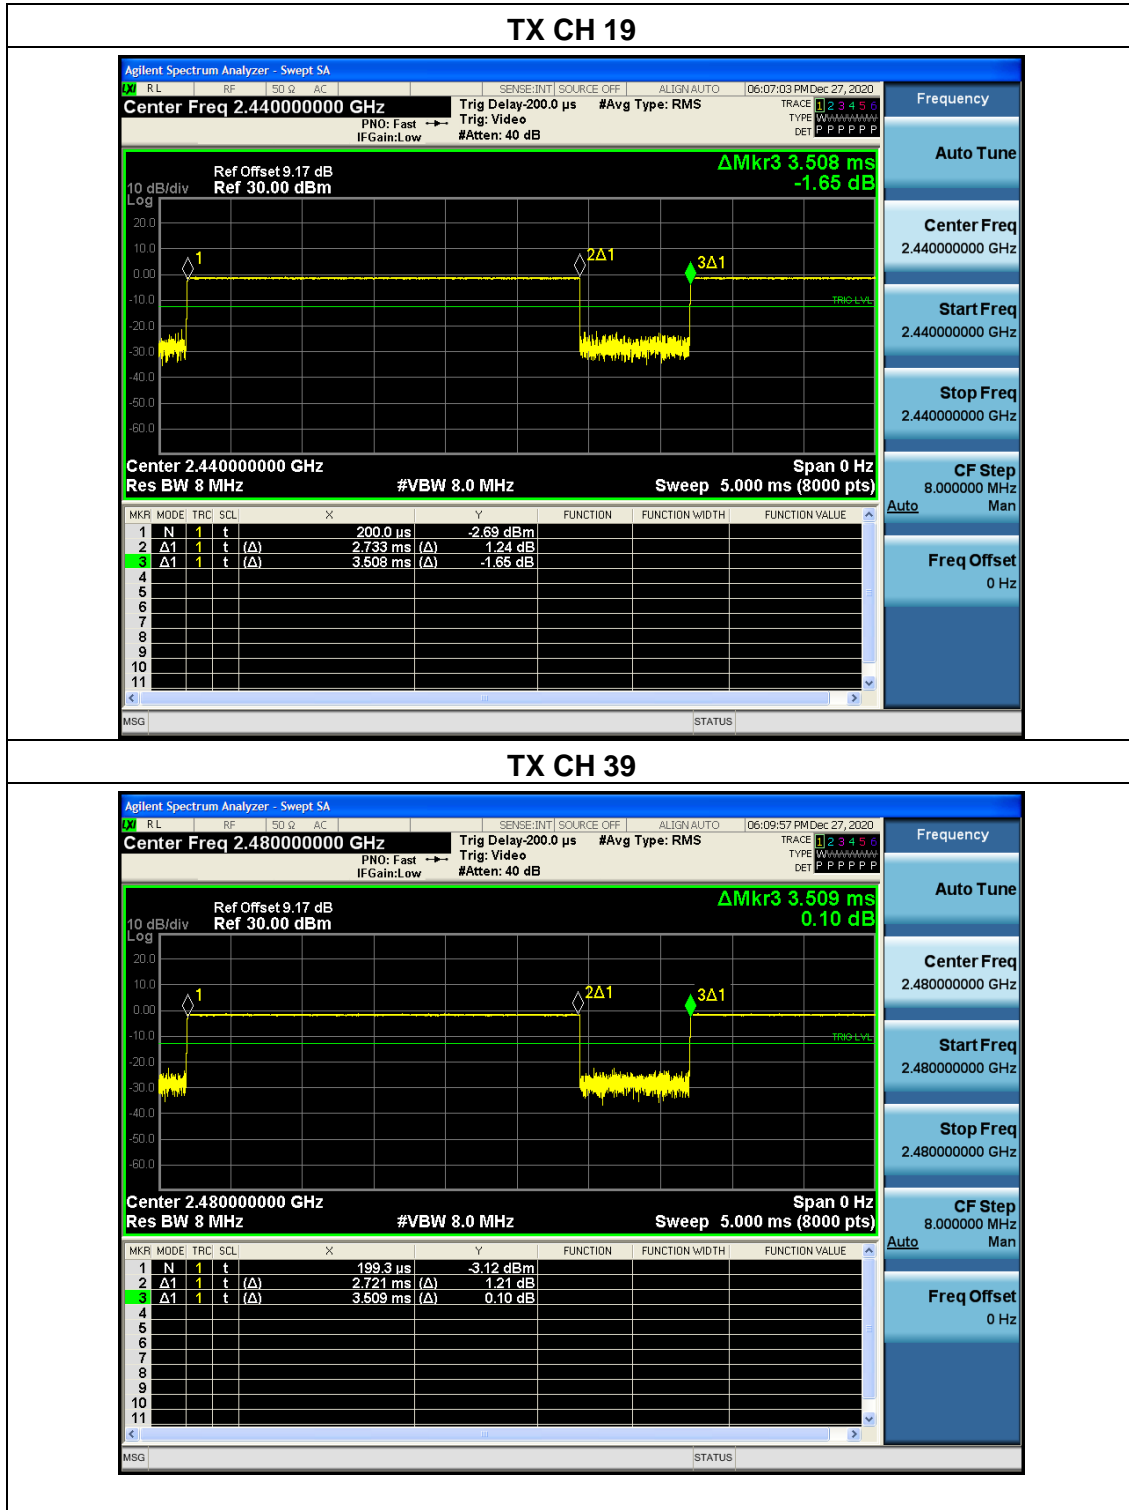 TX CH 19
Agilent Spectrum Analyzer - Swept SA
LXI RL RF 50 Ω AC SENSE:INT SOURCE OFF ALIGN AUTO 06:07:03 PM Dec 27, 2020
Center Freq 2.440000000 GHz
PNO: Fast
IFGain:Low
Trig Delay-200.0 µs #Avg Type: RMS
Trig: Video
#Atten: 40 dB
TRACE 1 2 3 4 5 6
TYPE W
DET P P P P P P
Frequency
Auto Tune
Center Freq
2.440000000 GHz
Start Freq
2.440000000 GHz
Stop Freq
2.440000000 GHz
CF Step
8.000000 MHz
Auto Man
Freq Offset
0 Hz
ΔMkr3 3.508 ms
-1.65 dB
Ref Offset 9.17 dB
10 dB/div Ref 30.00 dBm
Log
20.0
10.0
0.00
-10.0
-20.0
-30.0
-40.0
-50.0
-60.0
1
2Δ1
3Δ1
TRIG LVL
Center 2.440000000 GHz Span 0 Hz
Res BW 8 MHz #VBW 8.0 MHz Sweep 5.000 ms (8000 pts)
MKR MODE TRC SCL X Y FUNCTION FUNCTION WIDTH FUNCTION VALUE
1 N 1 t 200.0 µs -2.69 dBm
2 Δ1 1 t (Δ) 2.733 ms (Δ) 1.24 dB
3 Δ1 1 t (Δ) 3.508 ms (Δ) -1.65 dB
4
5
6
7
8
9
10
11
MSG STATUS
TX CH 39
Agilent Spectrum Analyzer - Swept SA
LXI RL RF 50 Ω AC SENSE:INT SOURCE OFF ALIGN AUTO 06:09:57 PM Dec 27, 2020
Center Freq 2.480000000 GHz
PNO: Fast
IFGain:Low
Trig Delay-200.0 µs #Avg Type: RMS
Trig: Video
#Atten: 40 dB
TRACE 1 2 3 4 5 6
TYPE W
DET P P P P P P
Frequency
Auto Tune
Center Freq
2.480000000 GHz
Start Freq
2.480000000 GHz
Stop Freq
2.480000000 GHz
CF Step
8.000000 MHz
Auto Man
Freq Offset
0 Hz
ΔMkr3 3.509 ms
0.10 dB
Ref Offset 9.17 dB
10 dB/div Ref 30.00 dBm
Log
20.0
10.0
0.00
-10.0
-20.0
-30.0
-40.0
-50.0
-60.0
1
2Δ1
3Δ1
TRIG LVL
Center 2.480000000 GHz Span 0 Hz
Res BW 8 MHz #VBW 8.0 MHz Sweep 5.000 ms (8000 pts)
MKR MODE TRC SCL X Y FUNCTION FUNCTION WIDTH FUNCTION VALUE
1 N 1 t 199.3 µs -3.12 dBm
2 Δ1 1 t (Δ) 2.721 ms (Δ) 1.21 dB
3 Δ1 1 t (Δ) 3.509 ms (Δ) 0.10 dB
4
5
6
7
8
9
10
11
MSG STATUS